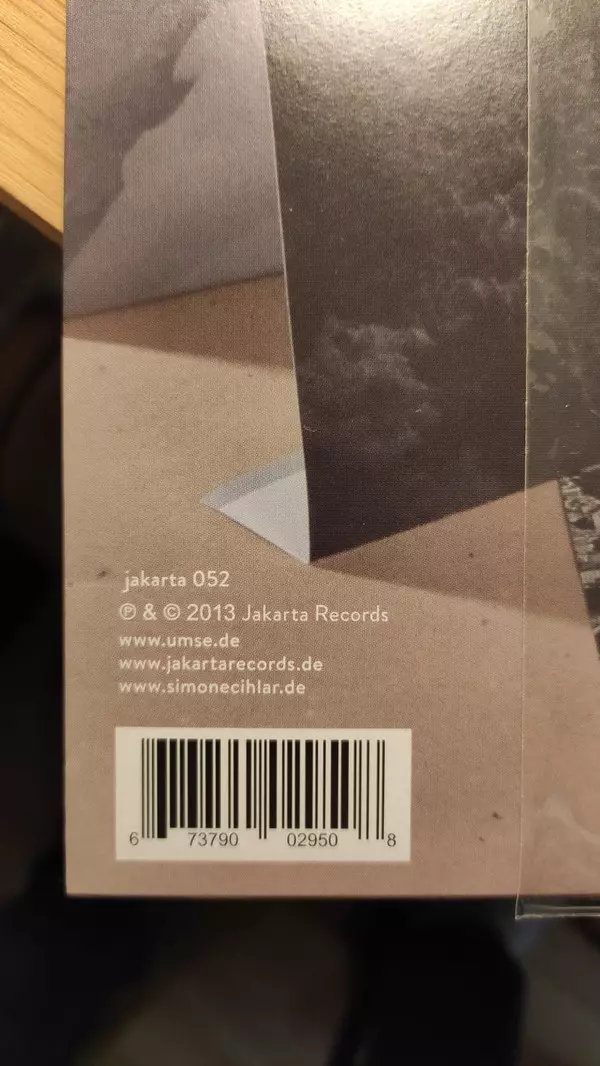 jakarta 052
℗ & © 2013 Jakarta Records
www.umse.de
www.jakartarecords.de
www.simonecihlar.de
6 73790 02950 8